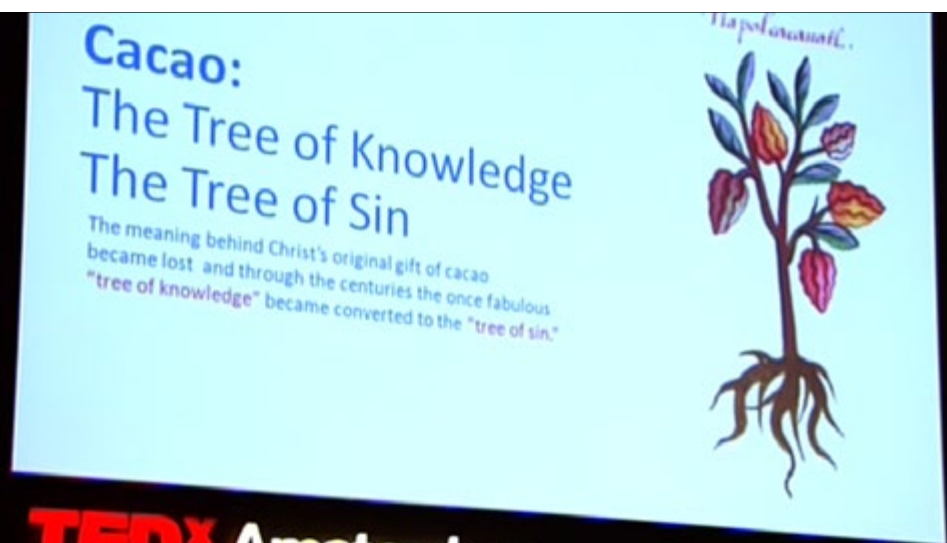 Cacao:
The Tree of Knowledge
The Tree of Sin
The meaning behind Christ's original gift of cacao
became lost and through the centuries the once fabulous
"tree of knowledge" became converted to the "tree of sin."
TEDx